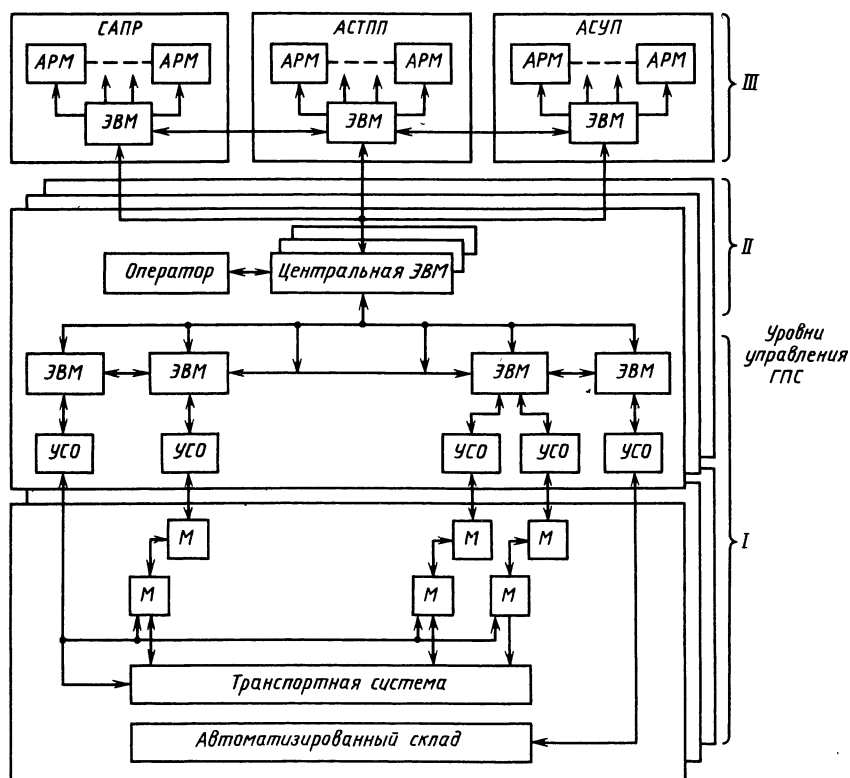 САПР
АСТПП
АСУП
АРМ
АРМ
АРМ
АРМ
АРМ
АРМ
ЭВМ
ЭВМ
ЭВМ
III
Оператор
Центральная ЭВМ
II
Уровни
управления
ГПС
ЭВМ
ЭВМ
ЭВМ
ЭВМ
УСО
УСО
УСО
УСО
УСО
I
М
М
М
М
М
М
Транспортная система
Автоматизированный склад